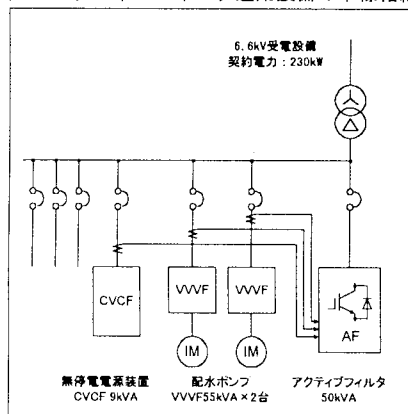 6.6kV受電設備
契約電力：230kW
CVCF
VVVF
VVVF
AF
IM
IM
無停電電源装置
CVCF 9kVA
配水ポンプ
VVVF55kVA×2台
アクティブフィルタ
50kVA